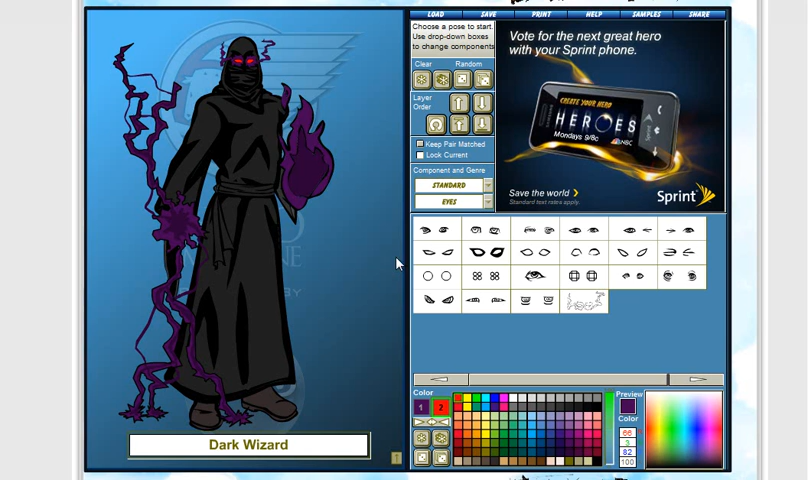 LOAD SAVE PRINT HELP SAMPLES SHARE
Choose a pose to start.
Use drop-down boxes
to change components
Clear Random
Layer
Order
Keep Pair Matched
Lock Current
Component and Genre
STANDARD
EYES
Vote for the next great hero
with your Sprint phone.
CREATE YOUR HERO
HEROES
Mondays 9/8c NBC
Save the world
Standard text rates apply.
Sprint
Color
1 2
Preview
Color
66
3
82
100
Dark Wizard